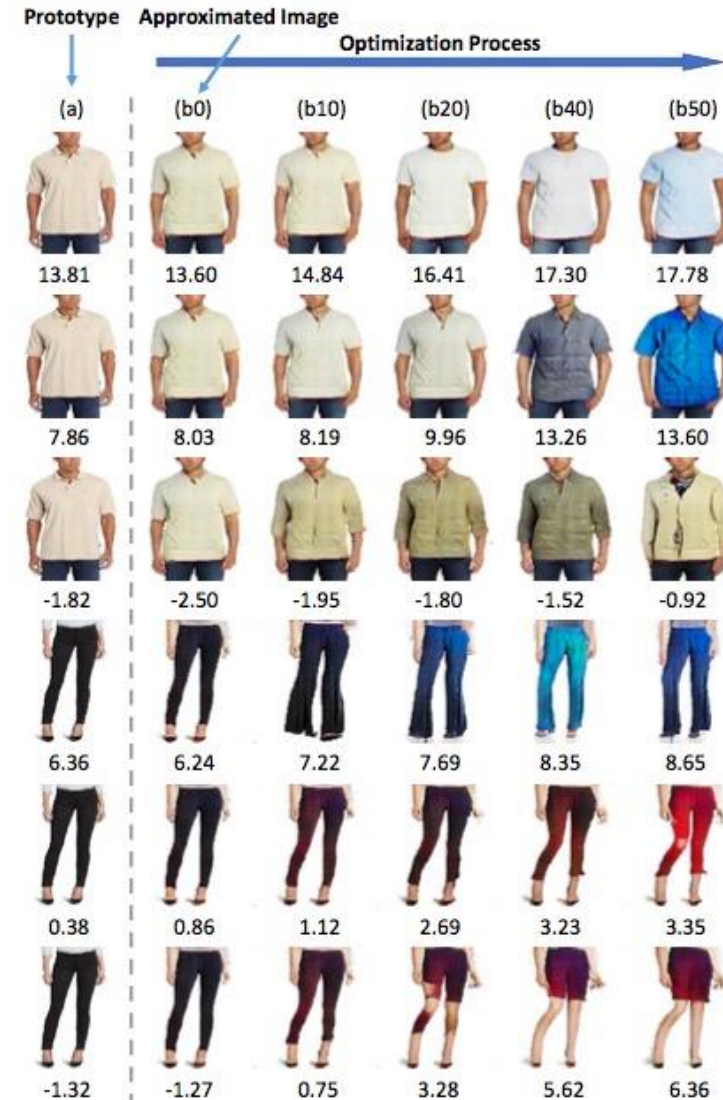 Prototype Approximated Image
Optimization Process
(a) (b0) (b10) (b20) (b40) (b50)
13.81 13.60 14.84 16.41 17.30 17.78
7.86 8.03 8.19 9.96 13.26 13.60
-1.82 -2.50 -1.95 -1.80 -1.52 -0.92
6.36 6.24 7.22 7.69 8.35 8.65
0.38 0.86 1.12 2.69 3.23 3.35
-1.32 -1.27 0.75 3.28 5.62 6.36